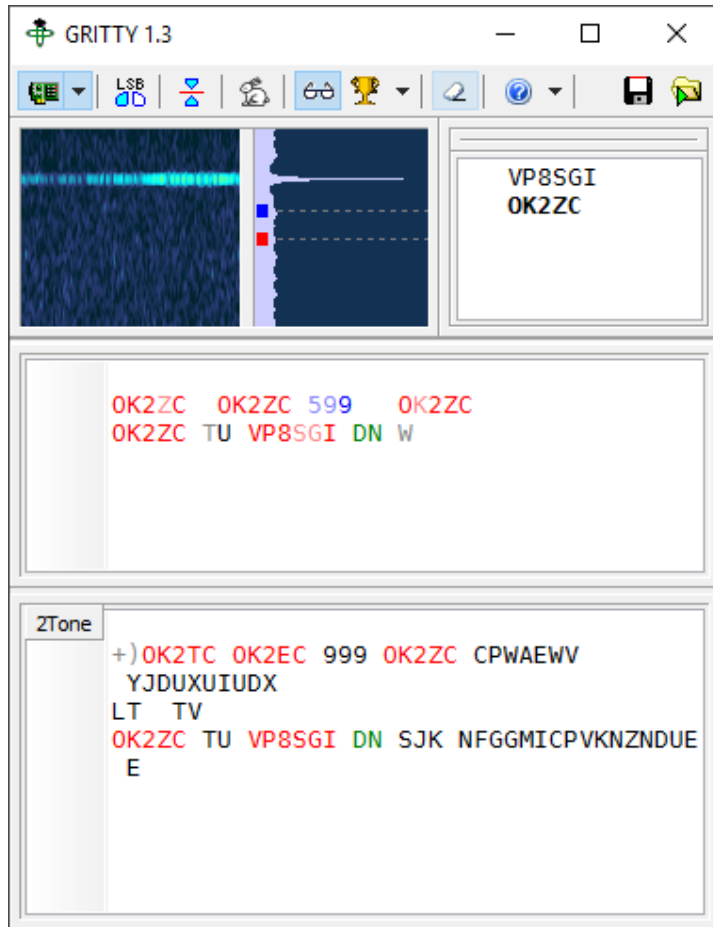 GRITTY 1.3
LSB
VP8SGI
OK2ZC
OK2ZC OK2ZC 599 OK2ZC
OK2ZC TU VP8SGI DN W
2Tone
+)OK2TC OK2EC 999 OK2ZC CPWAEWV
YJDUXUIUDX
LT TV
OK2ZC TU VP8SGI DN SJK NFGGMICPVKNZNDUE
E